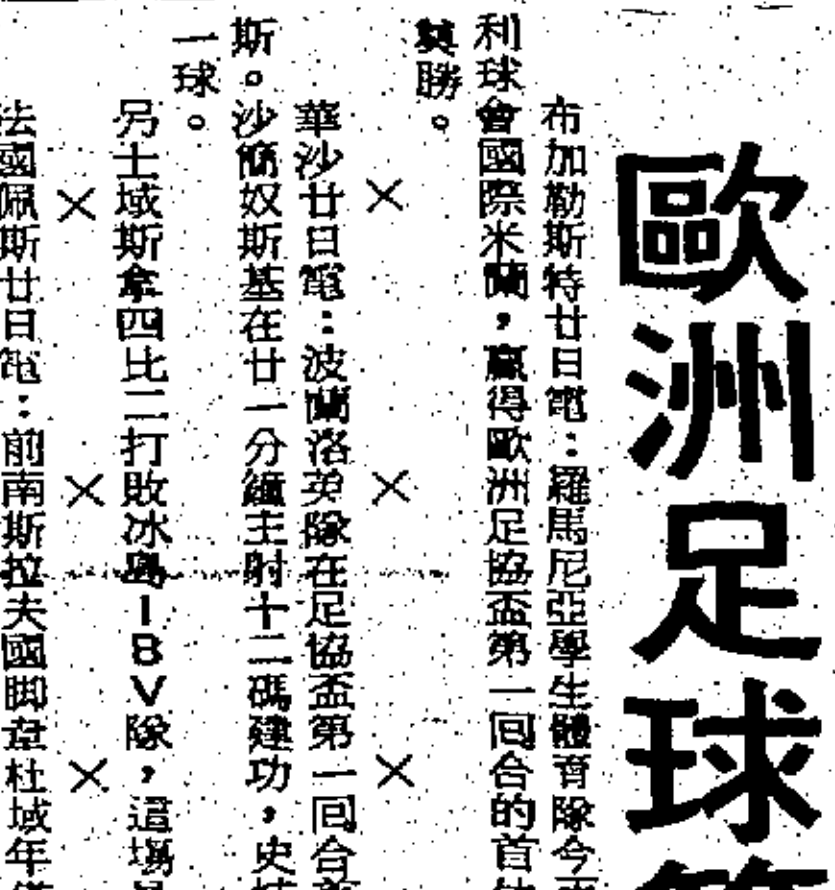 歐洲足球
布加勒斯特廿日電：羅馬尼亞學生體育隊今
利球會國際米蘭，贏得歐洲足協盃第一回合的首
勝。
華沙廿日電：波蘭洛英隊在足協盃第一回合
斯。沙簡奴斯基在廿一分鐘主射十二碼建功，史
一球。
另士域斯拿四比二打敗冰島ＩＢＶ隊，這場
法國佩斯廿日電：前南斯拉夫國脚韋杜域年